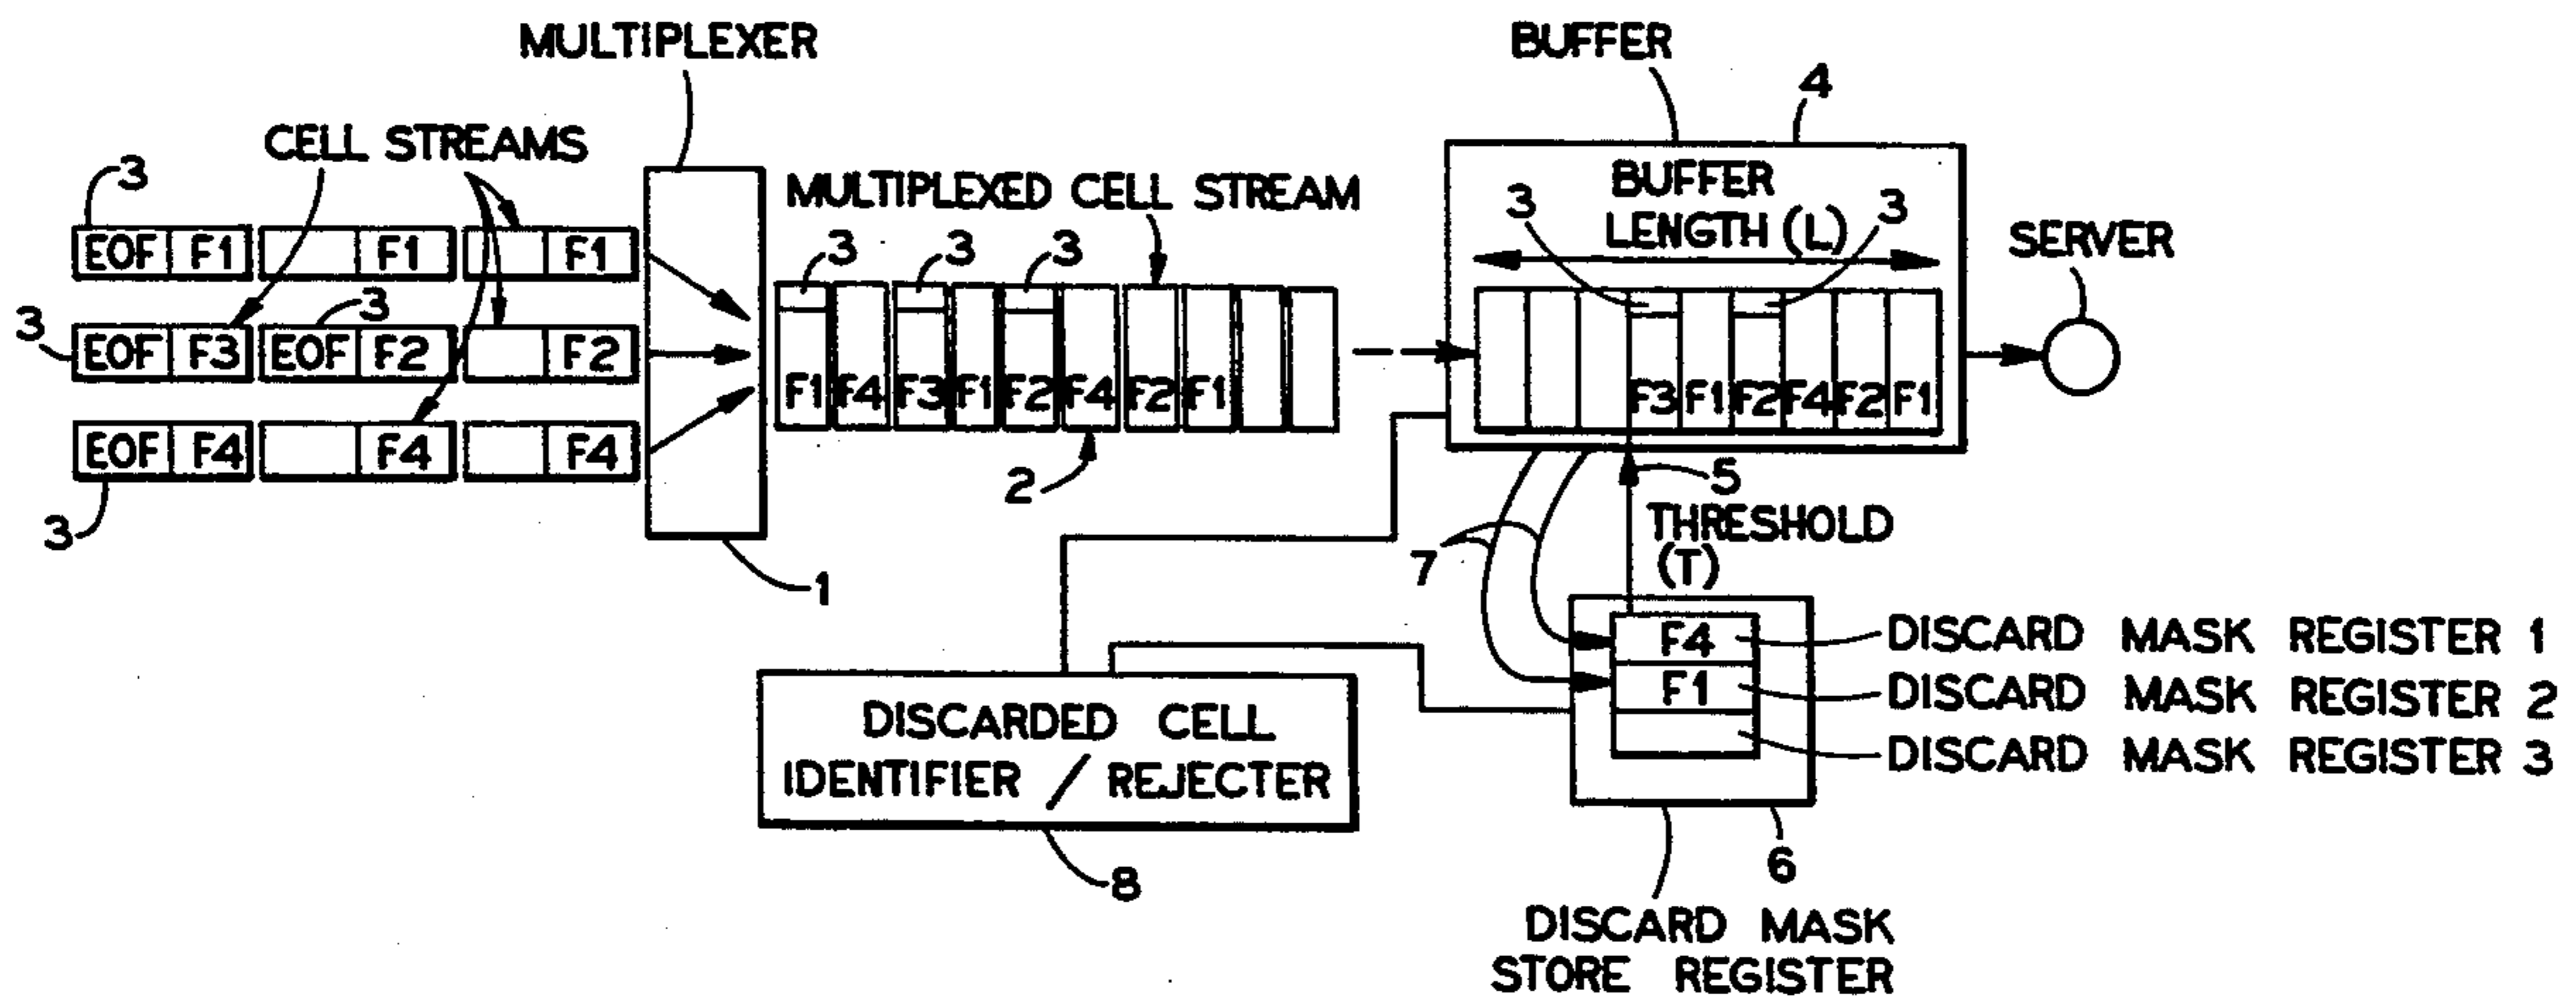 MULTIPLEXER
BUFFER
4
CELL STREAMS
3
MULTIPLEXED CELL STREAM
BUFFER
LENGTH (L)
3
3
SERVER
EOF F1 F1 F1
3
3
3
3
3
EOF F3 EOF F2 F2
F1 F4 F3 F1 F2 F4 F2 F1
F3 F1 F2 F4 F2 F1
EOF F4 F4 F4
3
2
5
THRESHOLD
(T)
7
1
F4
DISCARD MASK REGISTER 1
F1
DISCARD MASK REGISTER 2
DISCARD MASK REGISTER 3
DISCARDED CELL
IDENTIFIER / REJECTER
8
6
DISCARD MASK
STORE REGISTER